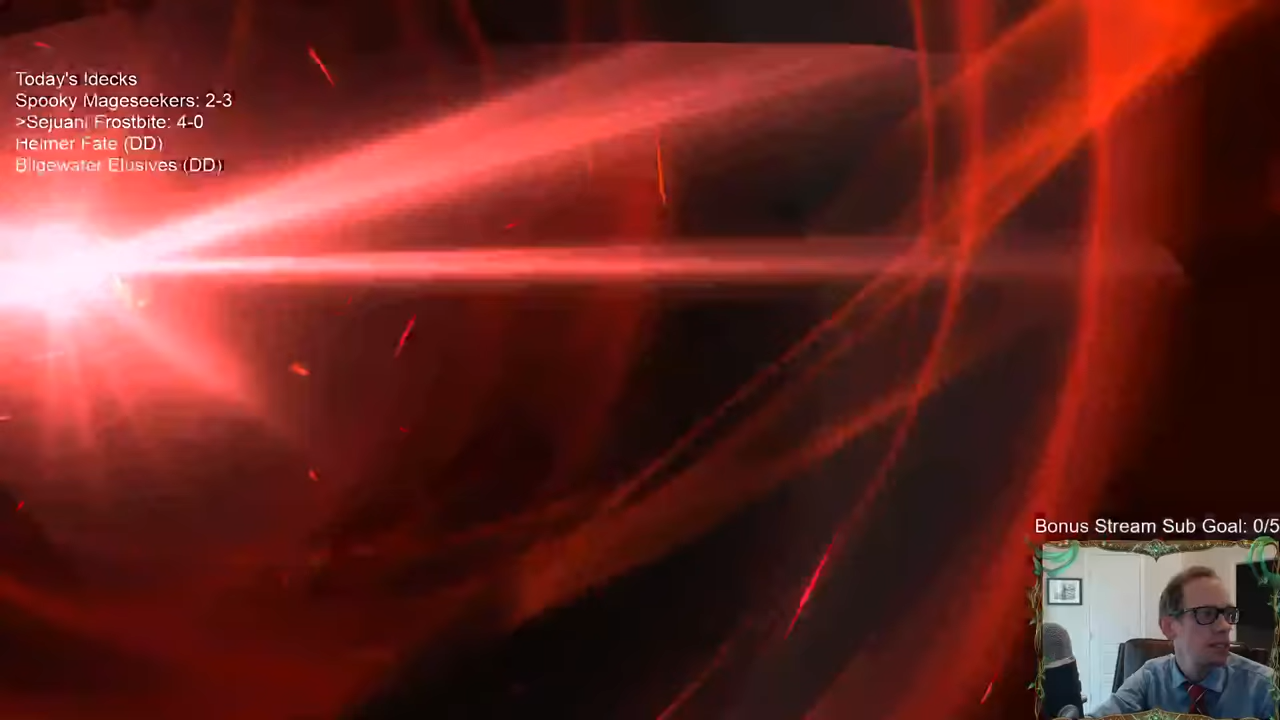 Today's !decks
Spooky Mageseekers: 2-3
>Sejuani Frostbite: 4-0
Heimer Fate (DD)
Bilgewater Elusives (DD)
Bonus Stream Sub Goal: 0/5